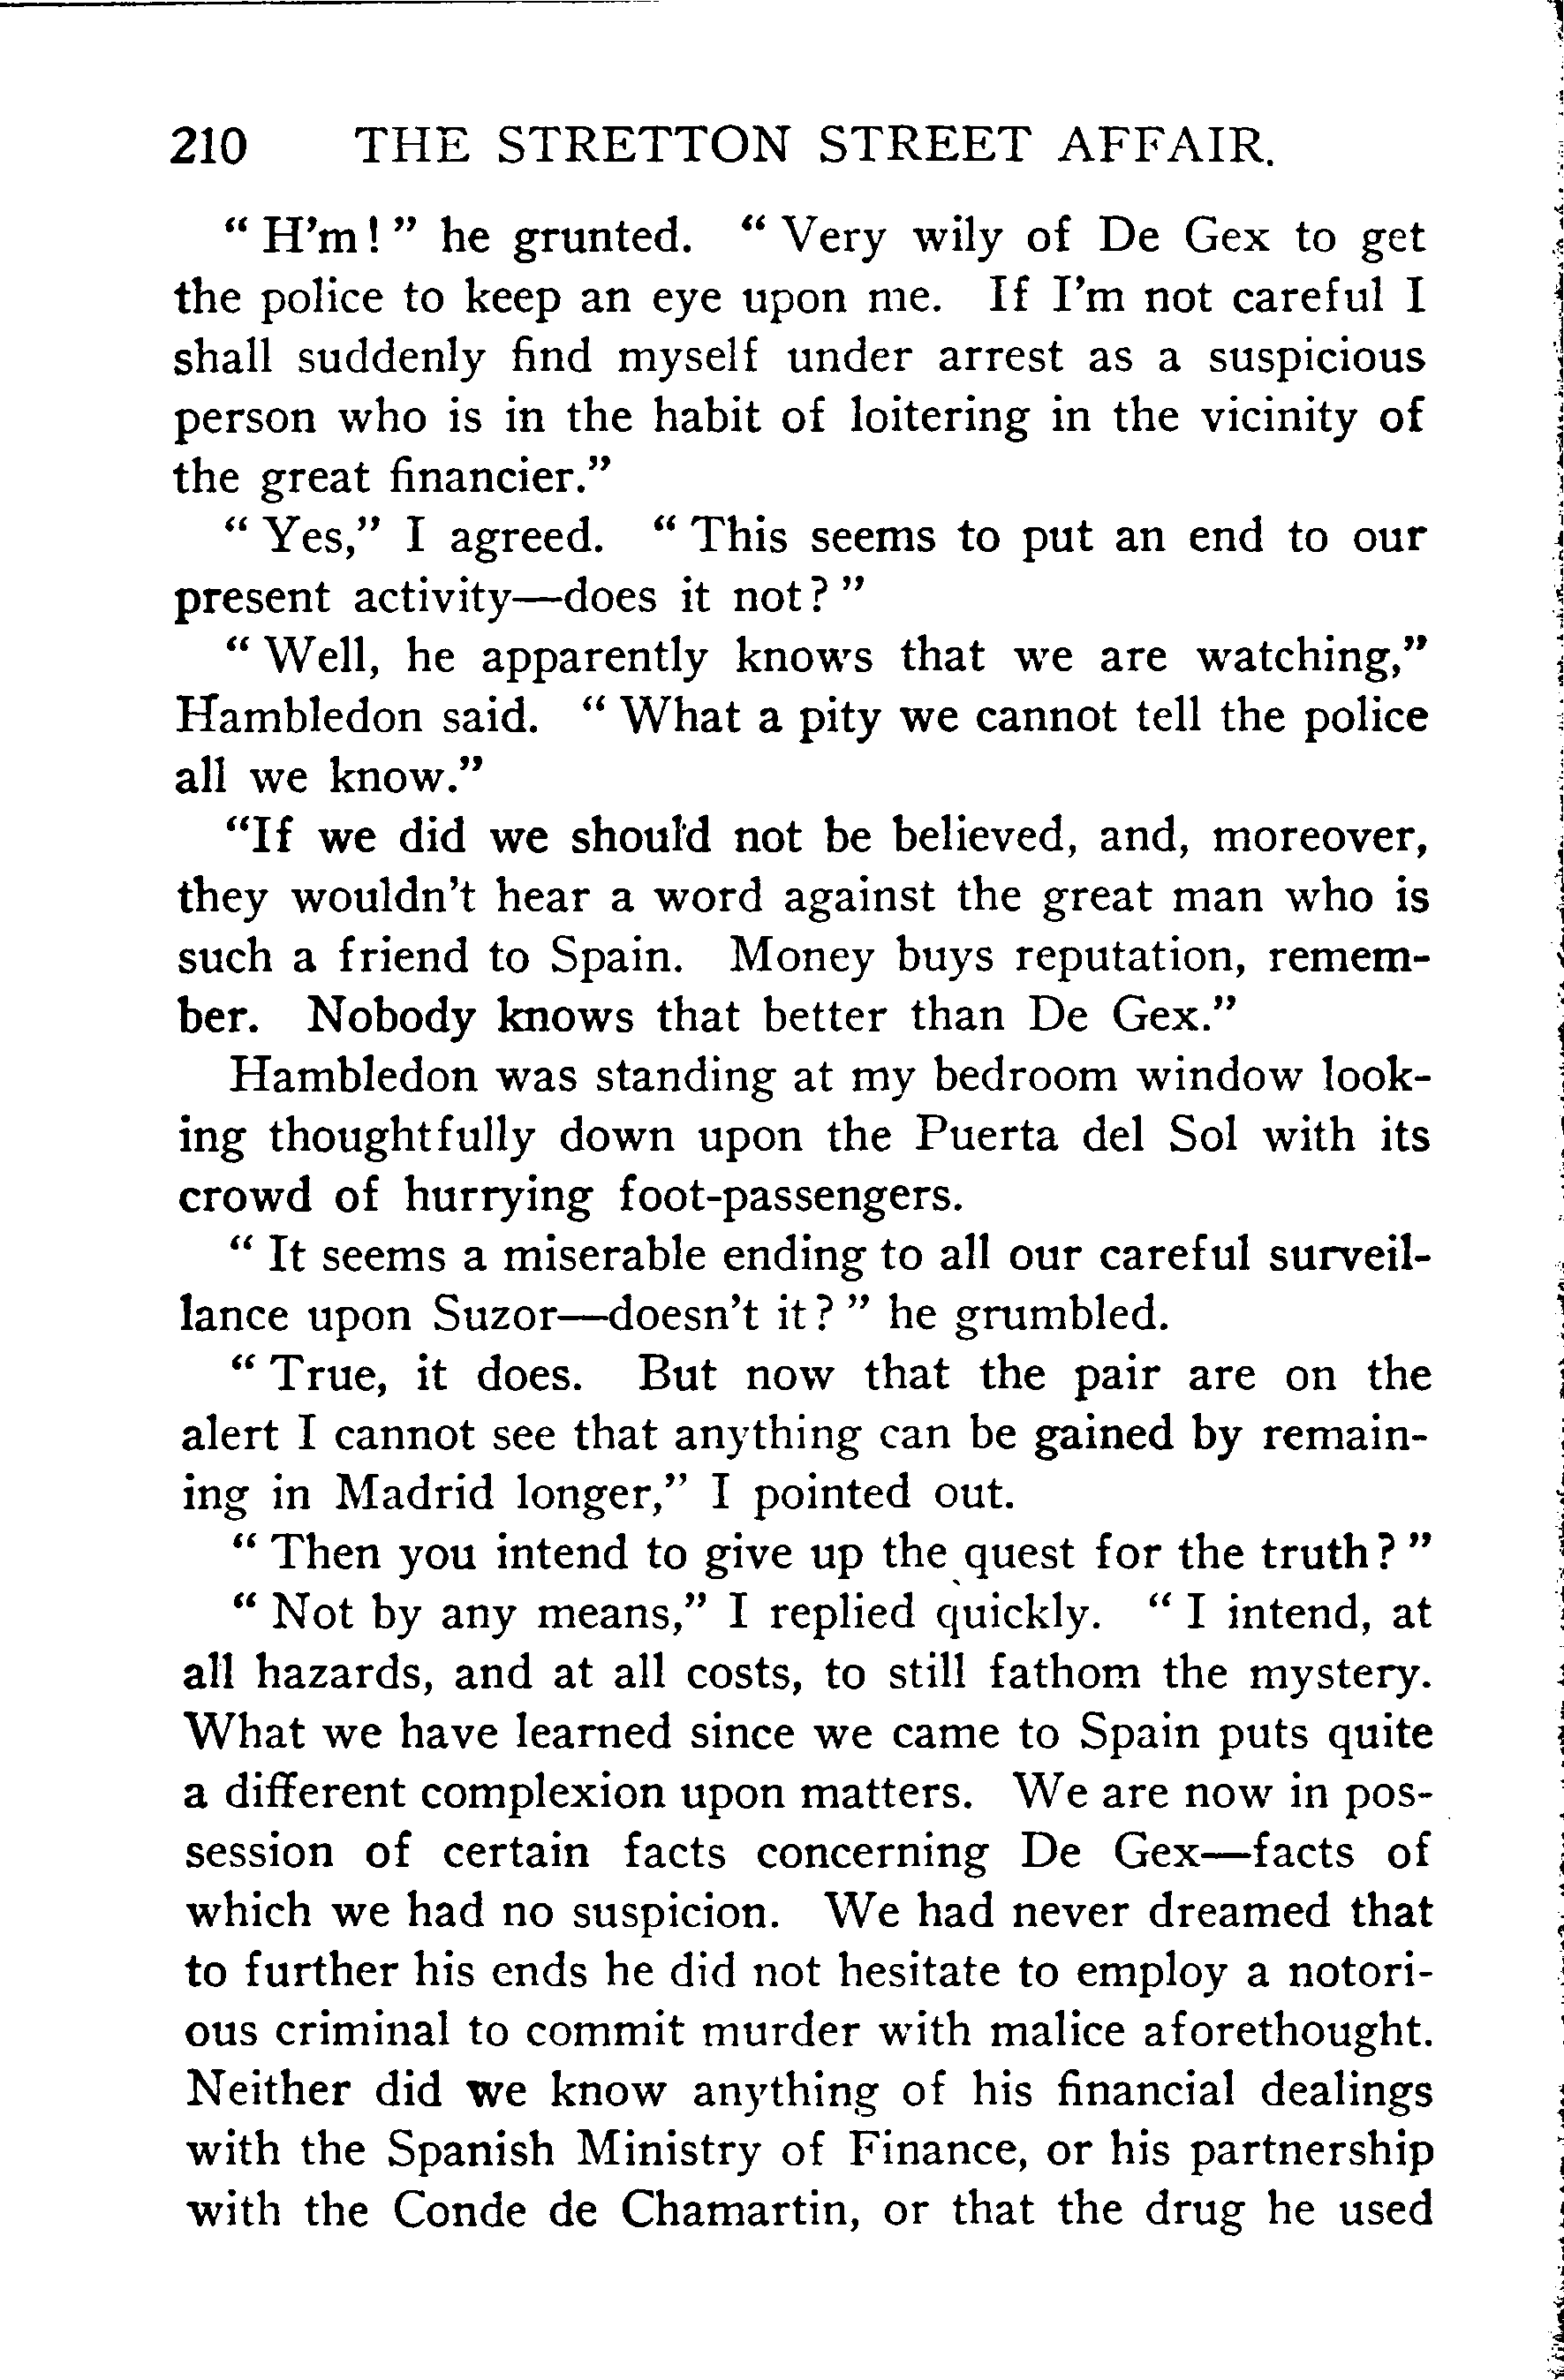 210 THE STRETTON STREET AFFAIR.
“ H’m! ” he grunted. “ Very wily of De Gex to get
the police to keep an eye upon me. If I’m not careful I
shall suddenly find myself under arrest as a suspicious
person who is in the habit of loitering in the vicinity of
the great financier.”
“ Yes,” I agreed. “ This seems to put an end to our
present activity—does it not? ”
“ Well, he apparently knows that we are watching,”
Hambledon said. “ What a pity we cannot tell the police
all we know.”
“If we did we should not be believed, and, moreover,
they wouldn’t hear a word against the great man who is
such a friend to Spain. Money buys reputation, remem-
ber. Nobody knows that better than De Gex.”
Hambledon was standing at my bedroom window look-
ing thoughtfully down upon the Puerta del Sol with its
crowd of hurrying foot-passengers.
“ It seems a miserable ending to all our careful surveil-
lance upon Suzor—doesn’t it? ” he grumbled.
“ True, it does. But now that the pair are on the
alert I cannot see that anything can be gained by remain-
ing in Madrid longer,” I pointed out.
“ Then you intend to give up the quest for the truth? ”
“ Not by any means,” I replied quickly. “ I intend, at
all hazards, and at all costs, to still fathom the mystery.
What we have learned since we came to Spain puts quite
a different complexion upon matters. We are now in pos-
session of certain facts concerning De Gex—facts of
which we had no suspicion. We had never dreamed that
to further his ends he did not hesitate to employ a notori-
ous criminal to commit murder with malice aforethought.
Neither did we know anything of his financial dealings
with the Spanish Ministry of Finance, or his partnership
with the Conde de Chamartin, or that the drug he used